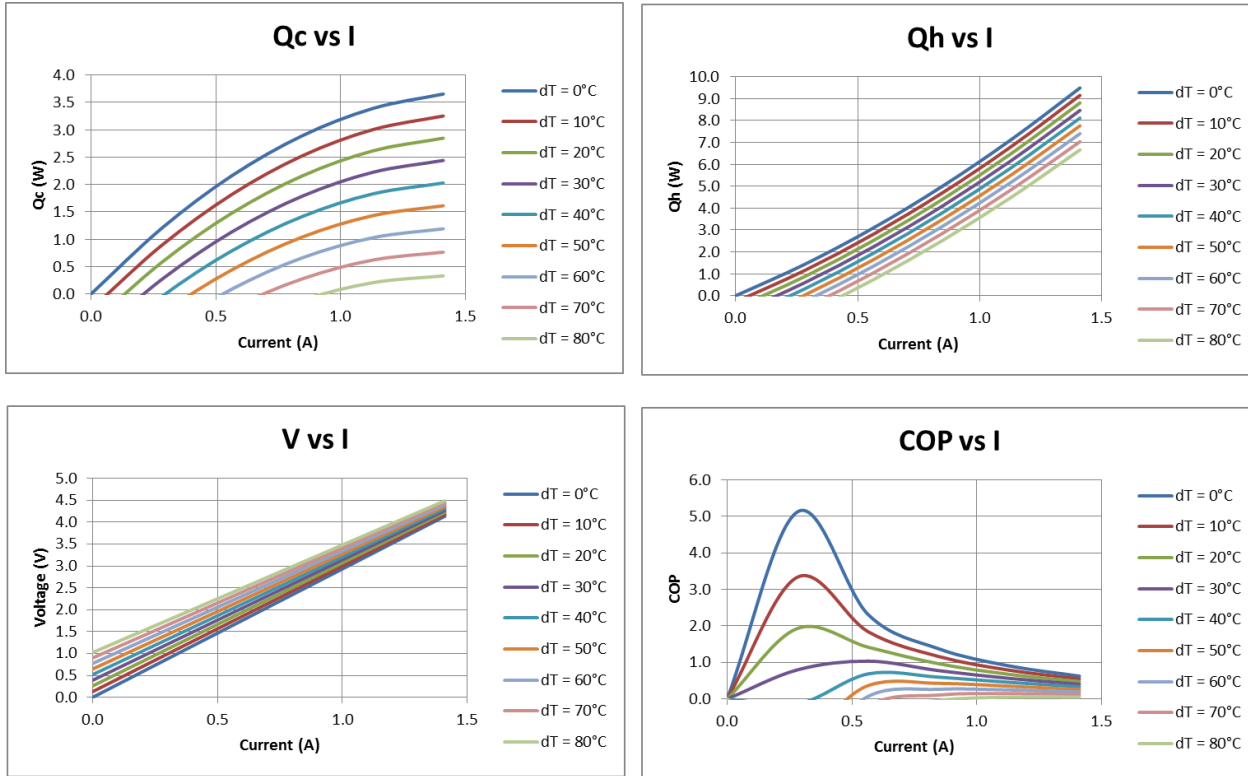 Qc vs I
4.0
3.5
3.0
2.5
2.0
1.5
1.0
0.5
0.0
Qc (W)
0.0 0.5 1.0 1.5
Current (A)
dT = 0°C
dT = 10°C
dT = 20°C
dT = 30°C
dT = 40°C
dT = 50°C
dT = 60°C
dT = 70°C
dT = 80°C
Qh vs I
10.0
9.0
8.0
7.0
6.0
5.0
4.0
3.0
2.0
1.0
0.0
Qh (W)
0.0 0.5 1.0 1.5
Current (A)
dT = 0°C
dT = 10°C
dT = 20°C
dT = 30°C
dT = 40°C
dT = 50°C
dT = 60°C
dT = 70°C
dT = 80°C
V vs I
5.0
4.5
4.0
3.5
3.0
2.5
2.0
1.5
1.0
0.5
0.0
Voltage (V)
0.0 0.5 1.0 1.5
Current (A)
dT = 0°C
dT = 10°C
dT = 20°C
dT = 30°C
dT = 40°C
dT = 50°C
dT = 60°C
dT = 70°C
dT = 80°C
COP vs I
6.0
5.0
4.0
3.0
2.0
1.0
0.0
COP
0.0 0.5 1.0 1.5
Current (A)
dT = 0°C
dT = 10°C
dT = 20°C
dT = 30°C
dT = 40°C
dT = 50°C
dT = 60°C
dT = 70°C
dT = 80°C